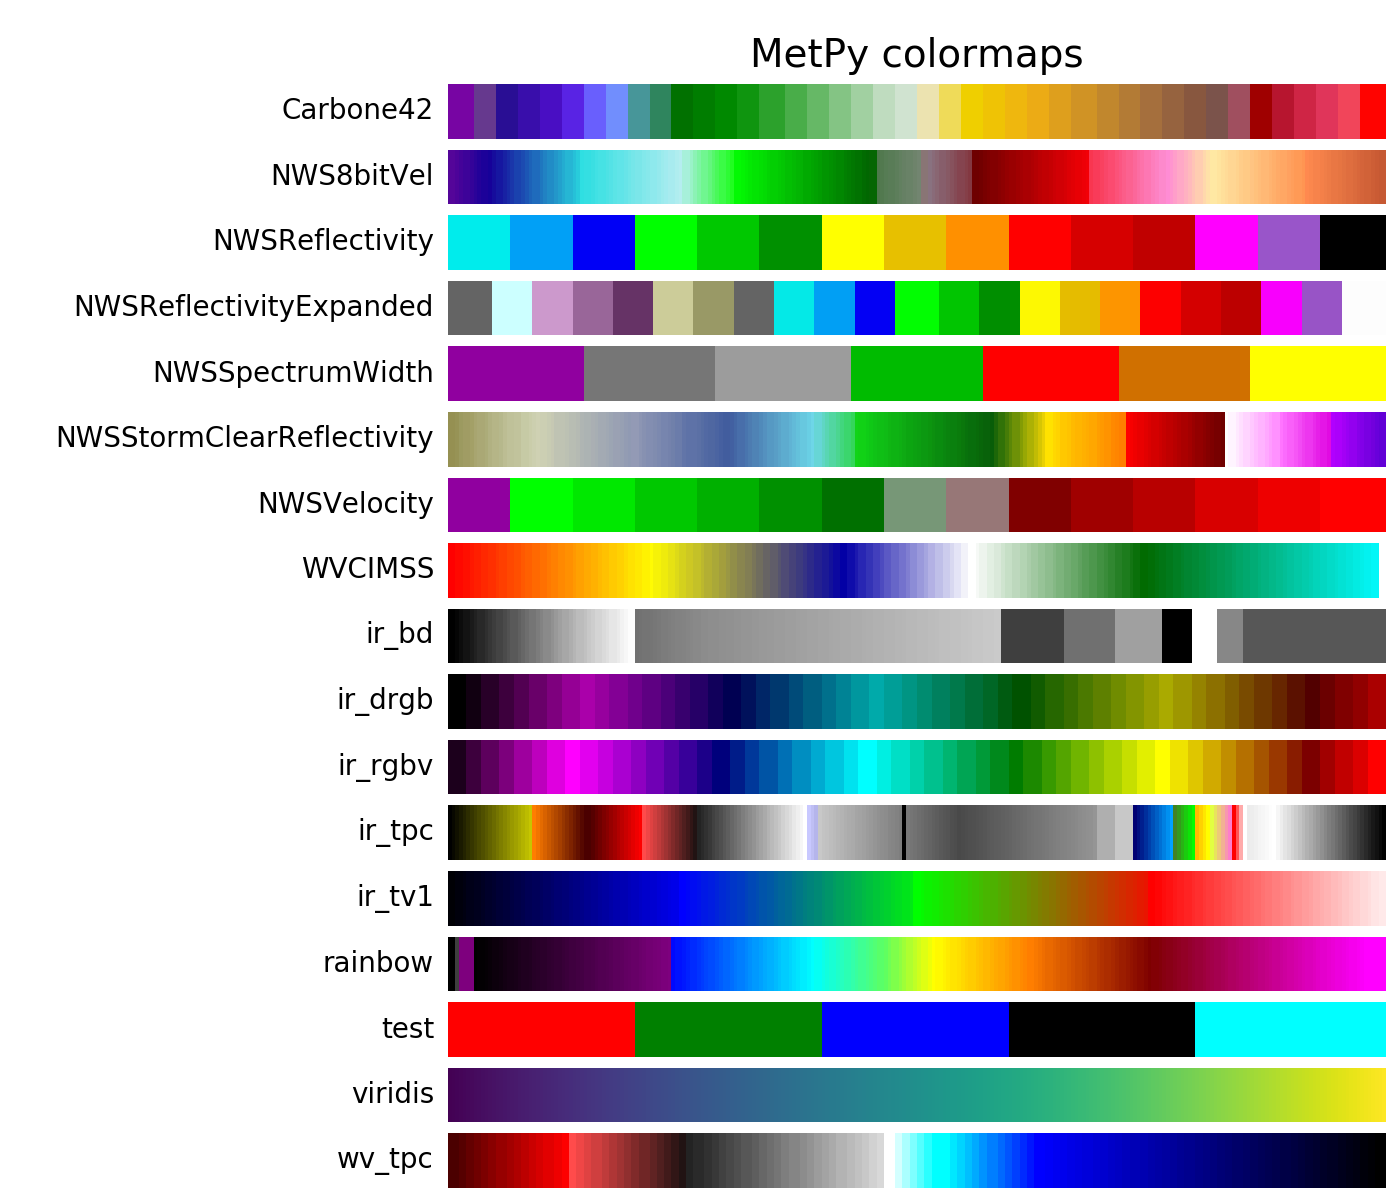 MetPy colormaps
Carbone42
NWS8bitVel
NWSReflectivity
NWSReflectivityExpanded
NWSSpectrumWidth
NWSStormClearReflectivity
NWSVelocity
WVCIMSS
ir_bd
ir_drgb
ir_rgbv
ir_tpc
ir_tv1
rainbow
test
viridis
wv_tpc